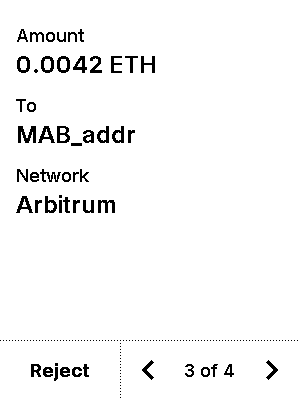 Amount
0.0042 ETH
To
MAB_addr
Network
Arbitrum
Reject
3 of 4